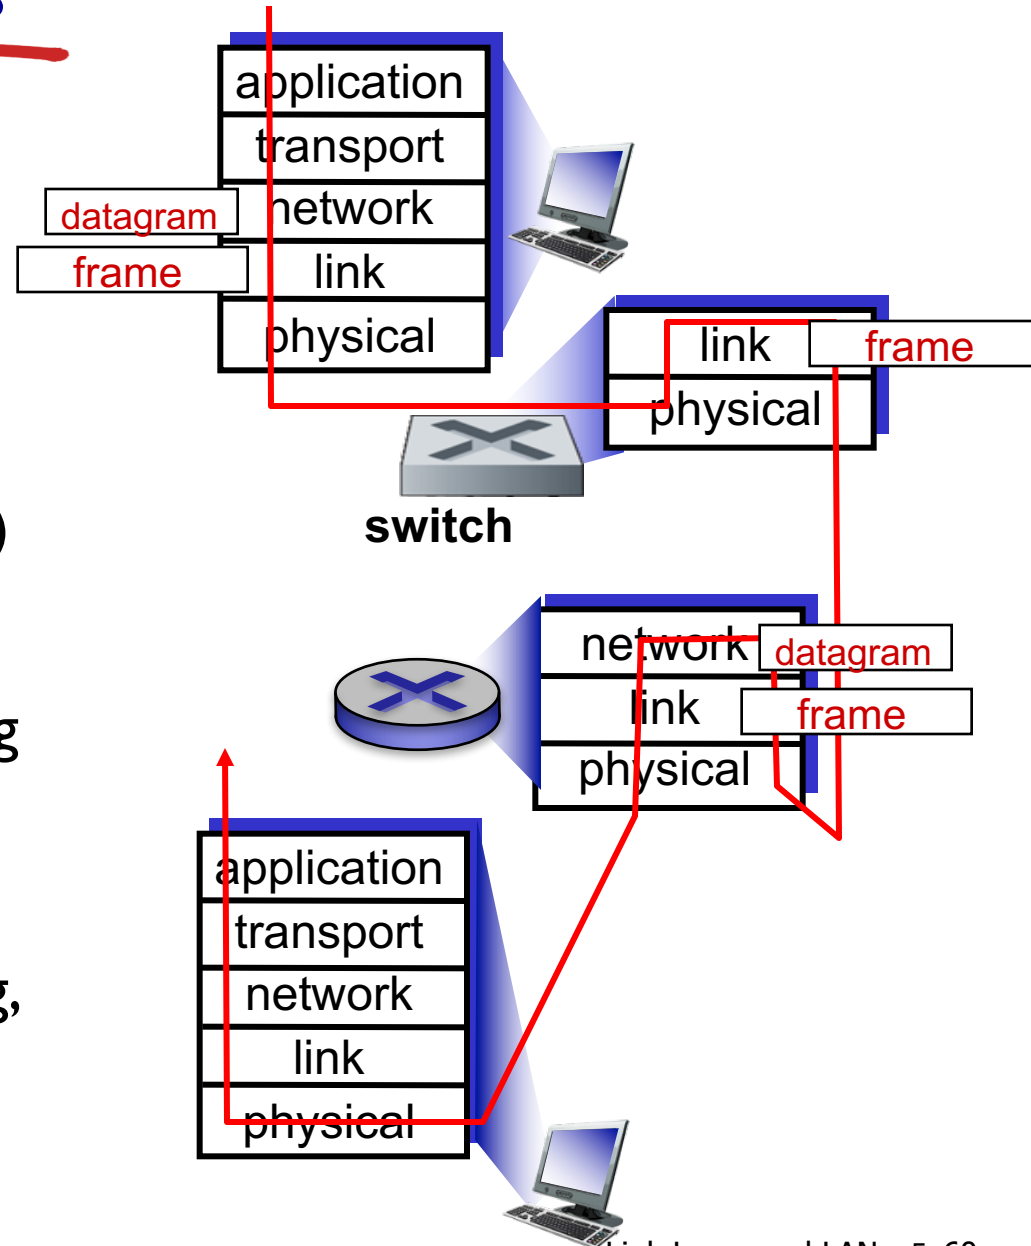 application
transport
datagram
network
frame
link
physical
link
frame
physical
switch
)
network
datagram
link
frame
g
physical
application
transport
network
g,
link
physical